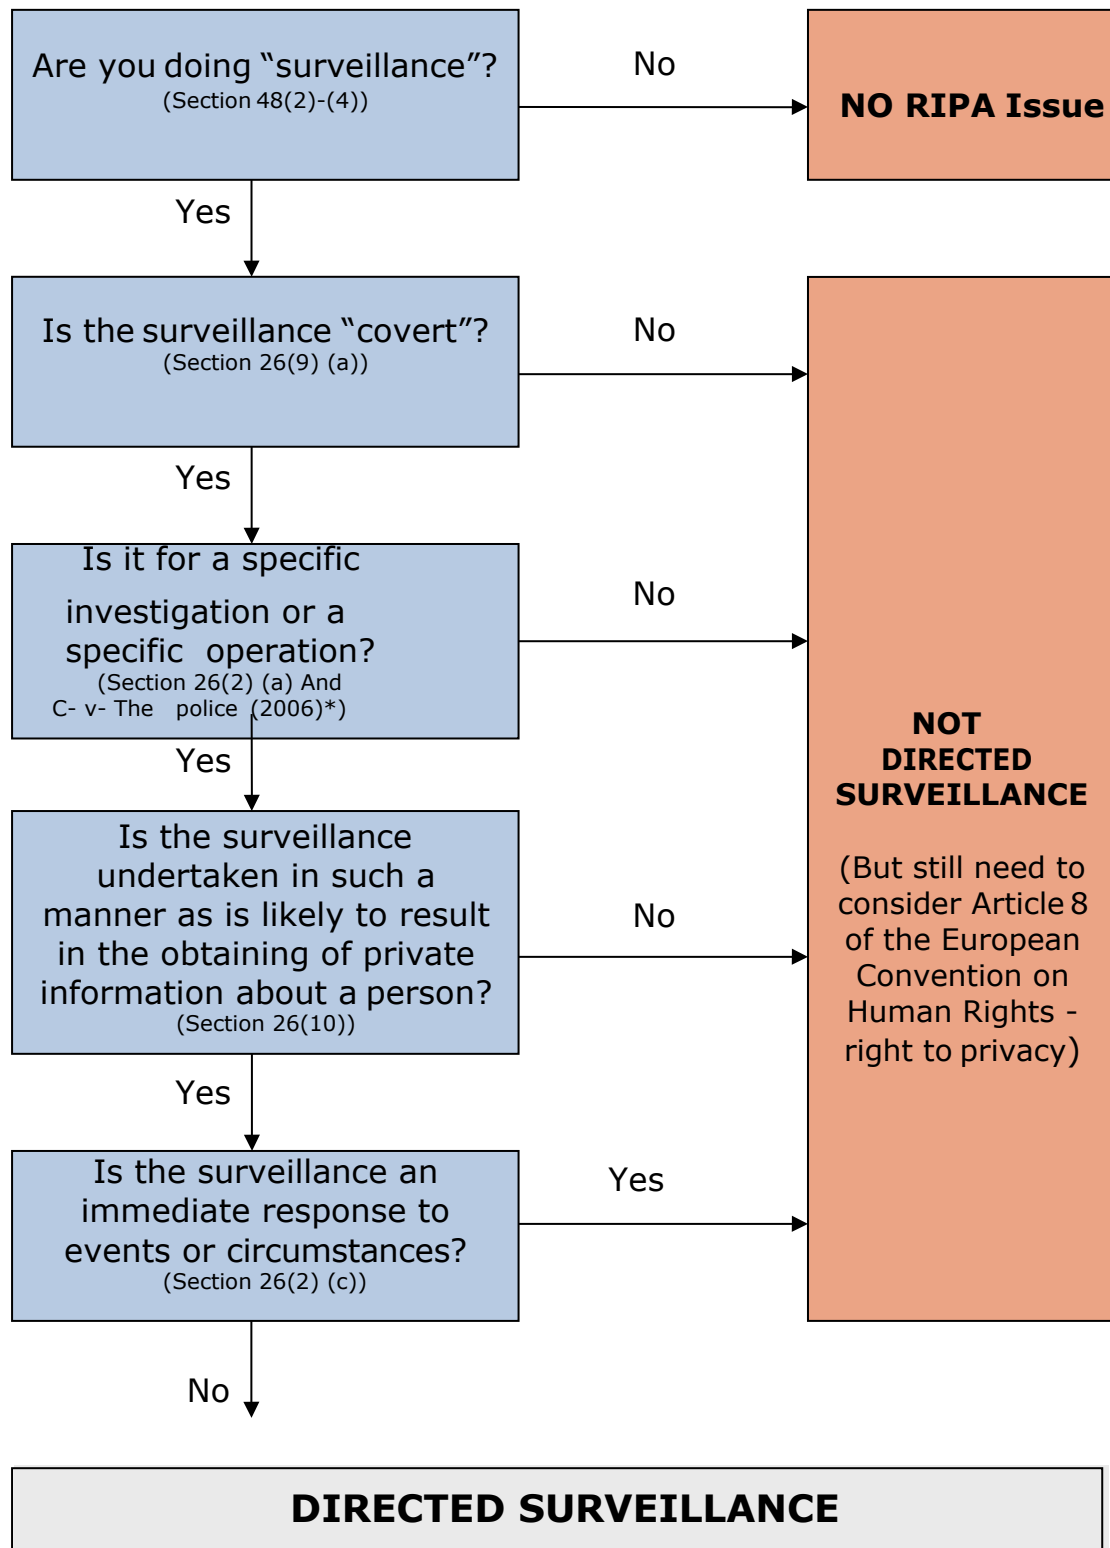 Are you doing “surveillance”?
(Section 48(2)-(4))
No
NO RIPA Issue
Yes
Is the surveillance “covert”?
(Section 26(9) (a))
No
Yes
Is it for a specific
investigation or a
specific operation?
(Section 26(2) (a) And
C- v- The police (2006)*)
No
Yes
Is the surveillance
undertaken in such a
manner as is likely to result
in the obtaining of private
information about a person?
(Section 26(10))
No
Yes
Is the surveillance an
immediate response to
events or circumstances?
(Section 26(2) (c))
Yes
No
NOT
DIRECTED
SURVEILLANCE
(But still need to
consider Article 8
of the European
Convention on
Human Rights -
right to privacy)
DIRECTED SURVEILLANCE